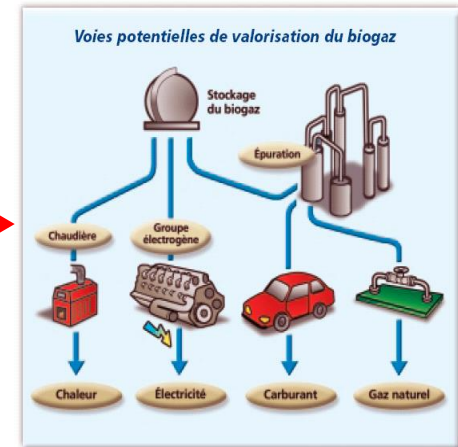 Voies potentielles de valorisation du biogaz
Stockage
du biogaz
Épuration
Chaudière
Groupe
électrogène
Chaleur
Électricité
Carburant
Gaz naturel